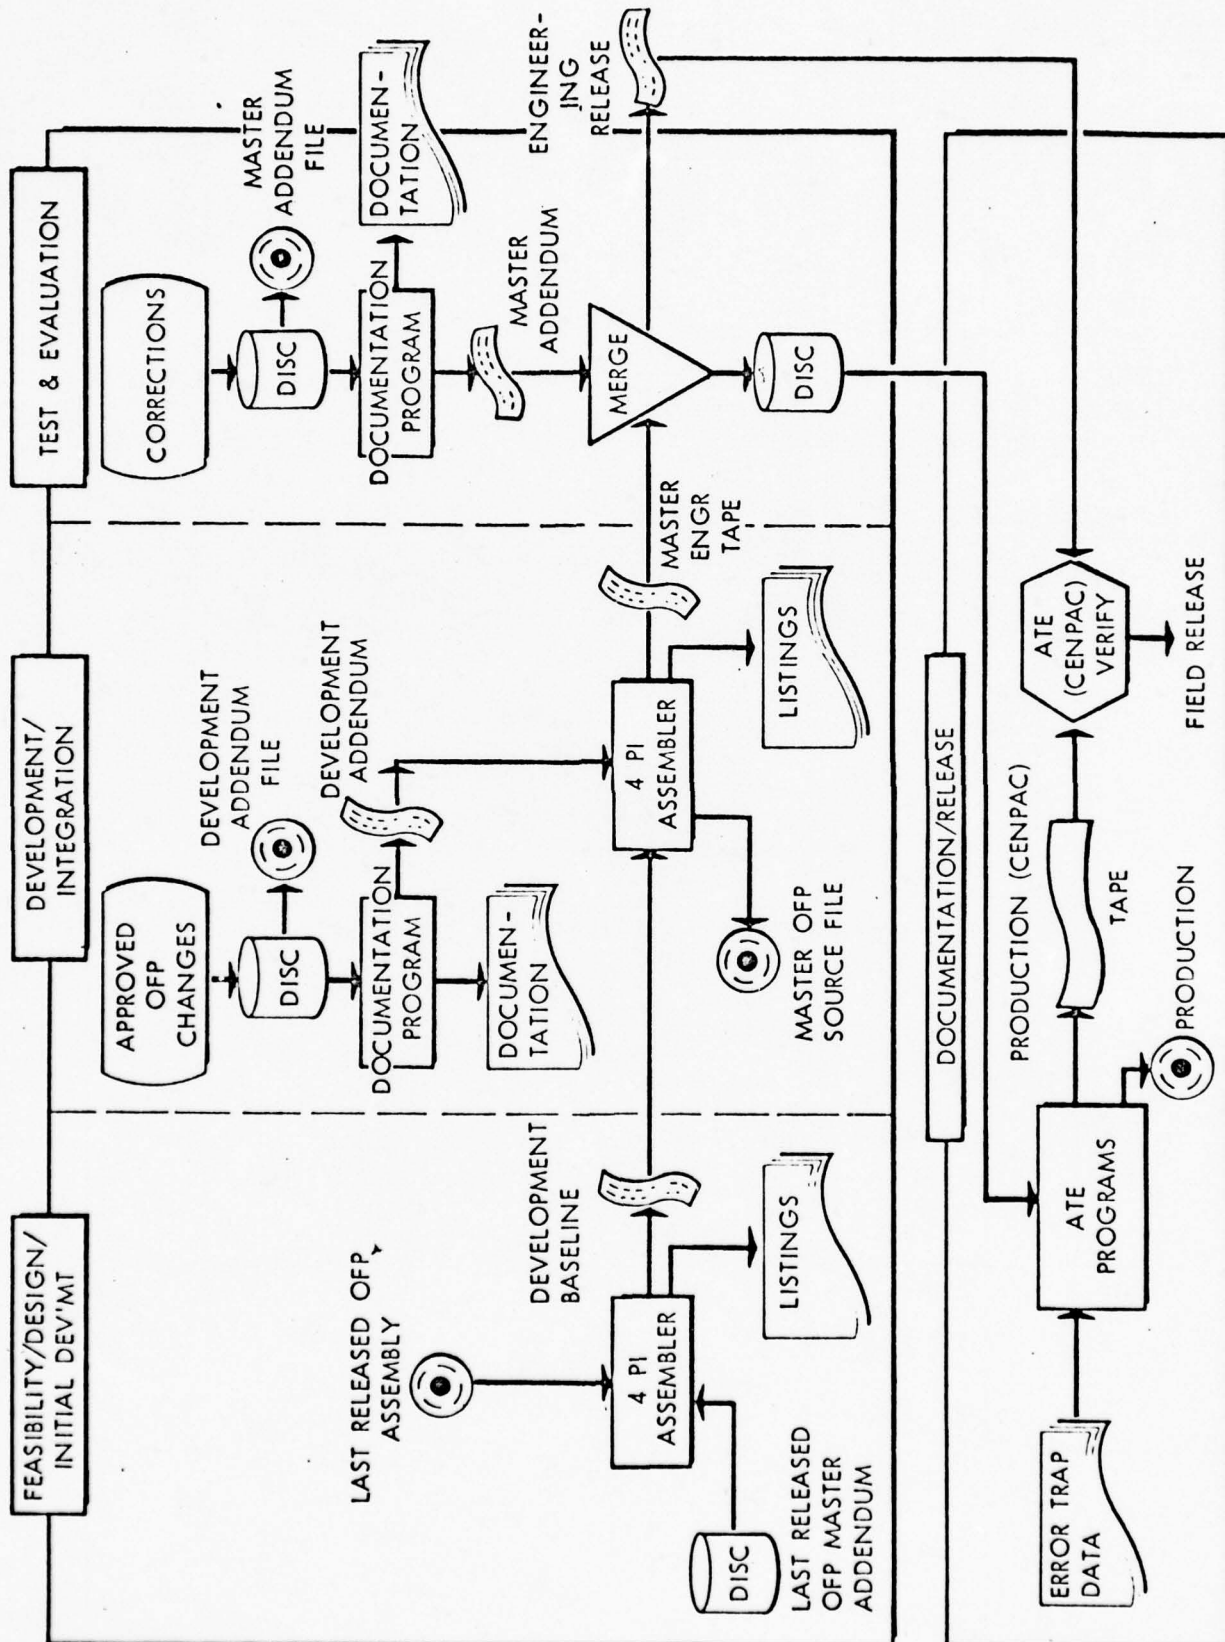 FEASIBILITY/DESIGN/
INITIAL DEV'MT
DEVELOPMENT/
INTEGRATION
TEST & EVALUATION
LAST RELEASED OFP
ASSEMBLY
4 PI
ASSEMBLER
DISC
LAST RELEASED
OFP MASTER
ADDENDUM
DEVELOPMENT
BASELINE
LISTINGS
APPROVED
OFP
CHANGES
DISC
DEVELOPMENT
ADDENDUM
FILE
DOCUMENTATION
PROGRAM
DOCUMEN-
TATION
DEVELOPMENT
ADDENDUM
4 PI
ASSEMBLER
MASTER OFP
SOURCE FILE
LISTINGS
MASTER
ENGR
TAPE
CORRECTIONS
DISC
MASTER
ADDENDUM
FILE
DOCUMENTATION
PROGRAM
DOCUMEN-
TATION
MASTER
ADDENDUM
MERGE
DISC
ENGINEER-
ING
RELEASE
DOCUMENTATION/RELEASE
ERROR TRAP
DATA
ATE
PROGRAMS
PRODUCTION
PRODUCTION (CENPAC)
TAPE
ATE
(CENPAC)
VERIFY
FIELD RELEASE